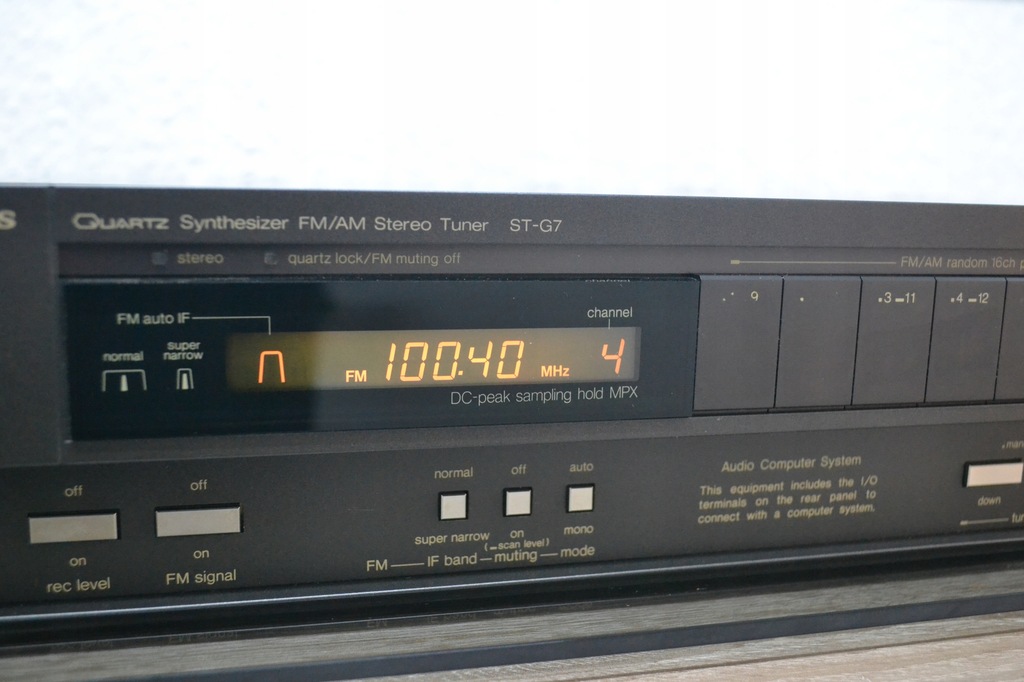 S
QUARTZ Synthesizer FM/AM Stereo Tuner ST-G7
stereo quartz lock/FM muting off
FM/AM random 16ch
FM auto IF
channel
normal super narrow
FM 100.40 MHz 4
DC-peak sampling hold MPX
9
3 11
4 12
off
off
normal
off
auto
Audio Computer System
This equipment includes the I/O
terminals on the rear panel to
connect with a computer system.
down
on
rec level
on
FM signal
super narrow
on
(scan level)
mono
FM IF band muting mode